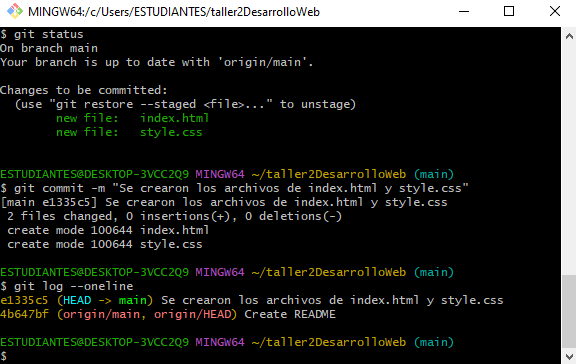 MINGW64:/c/Users/ESTUDIANTES/taller2DesarrolloWeb
$ git status
On branch main
Your branch is up to date with 'origin/main'.
Changes to be committed:
(use "git restore --staged <file>..." to unstage)
new file:   index.html
new file:   style.css
ESTUDIANTES@DESKTOP-3VCC2Q9 MINGW64 ~/taller2DesarrolloWeb (main)
$ git commit -m "Se crearon los archivos de index.html y style.css"
[main e1335c5] Se crearon los archivos de index.html y style.css
2 files changed, 0 insertions(+), 0 deletions(-)
create mode 100644 index.html
create mode 100644 style.css
ESTUDIANTES@DESKTOP-3VCC2Q9 MINGW64 ~/taller2DesarrolloWeb (main)
$ git log --oneline
e1335c5 (HEAD -> main) Se crearon los archivos de index.html y style.css
4b647bf (origin/main, origin/HEAD) Create README
ESTUDIANTES@DESKTOP-3VCC2Q9 MINGW64 ~/taller2DesarrolloWeb (main)
$